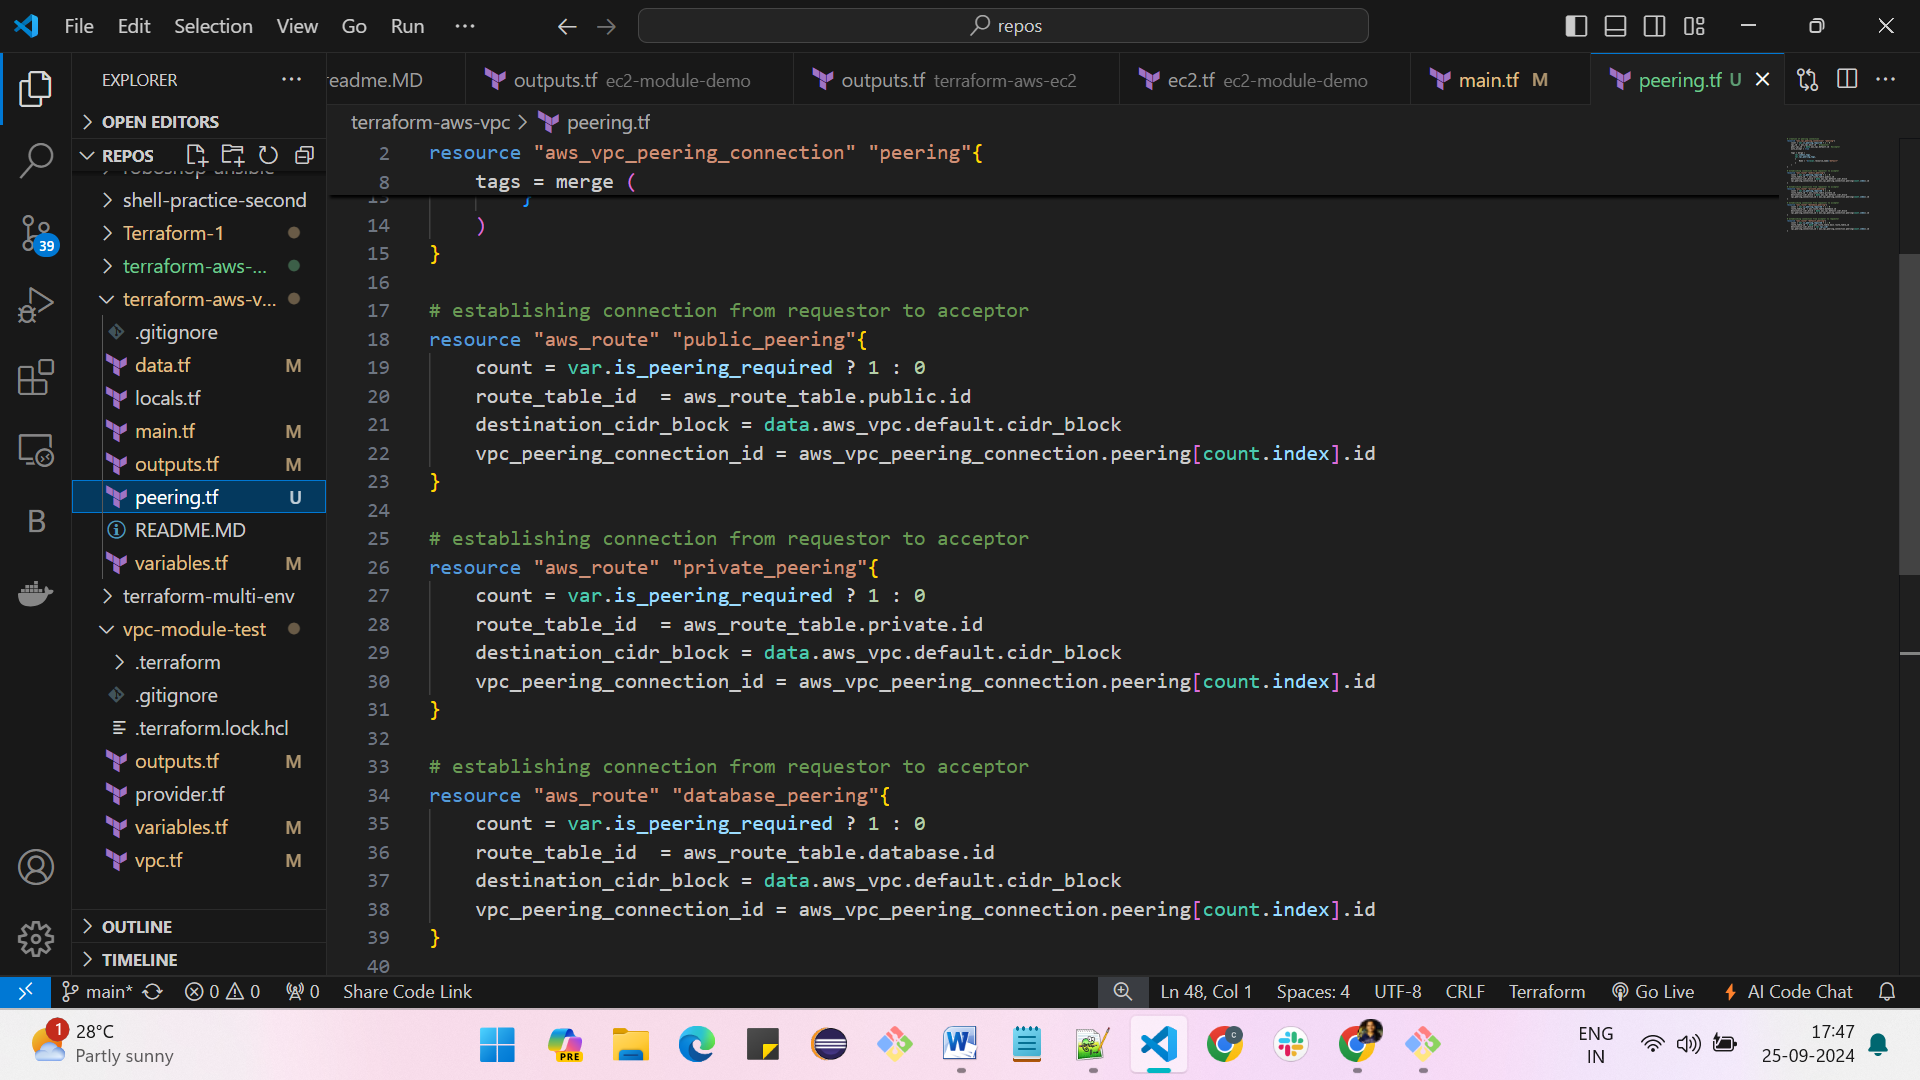 File Edit Selection View Go Run ··· repos
EXPLORER ···
OPEN EDITORS
REPOS
roboshop-ansible
shell-practice-second
Terraform-1
terraform-aws-...
terraform-aws-v...
.gitignore
data.tf M
locals.tf
main.tf M
outputs.tf M
peering.tf U
README.MD
variables.tf M
terraform-multi-env
vpc-module-test
.terraform
.gitignore
.terraform.lock.hcl
outputs.tf M
provider.tf
variables.tf M
vpc.tf M
OUTLINE
TIMELINE
39
B
readme.MD outputs.tf ec2-module-demo outputs.tf terraform-aws-ec2 ec2.tf ec2-module-demo main.tf M peering.tf U
terraform-aws-vpc > peering.tf
2 resource "aws_vpc_peering_connection" "peering"{
8 tags = merge (
13 }
14 )
15 }
16
17 # establishing connection from requestor to acceptor
18 resource "aws_route" "public_peering"{
19 count = var.is_peering_required ? 1 : 0
20 route_table_id  = aws_route_table.public.id
21 destination_cidr_block = data.aws_vpc.default.cidr_block
22 vpc_peering_connection_id = aws_vpc_peering_connection.peering[count.index].id
23 }
24
25 # establishing connection from requestor to acceptor
26 resource "aws_route" "private_peering"{
27 count = var.is_peering_required ? 1 : 0
28 route_table_id  = aws_route_table.private.id
29 destination_cidr_block = data.aws_vpc.default.cidr_block
30 vpc_peering_connection_id = aws_vpc_peering_connection.peering[count.index].id
31 }
32
33 # establishing connection from requestor to acceptor
34 resource "aws_route" "database_peering"{
35 count = var.is_peering_required ? 1 : 0
36 route_table_id  = aws_route_table.database.id
37 destination_cidr_block = data.aws_vpc.default.cidr_block
38 vpc_peering_connection_id = aws_vpc_peering_connection.peering[count.index].id
39 }
40
main* 0 0 0 Share Code Link Ln 48, Col 1 Spaces: 4 UTF-8 CRLF Terraform Go Live AI Code Chat
1 28°C
Partly sunny
PRE
ENG
IN
17:47
25-09-2024